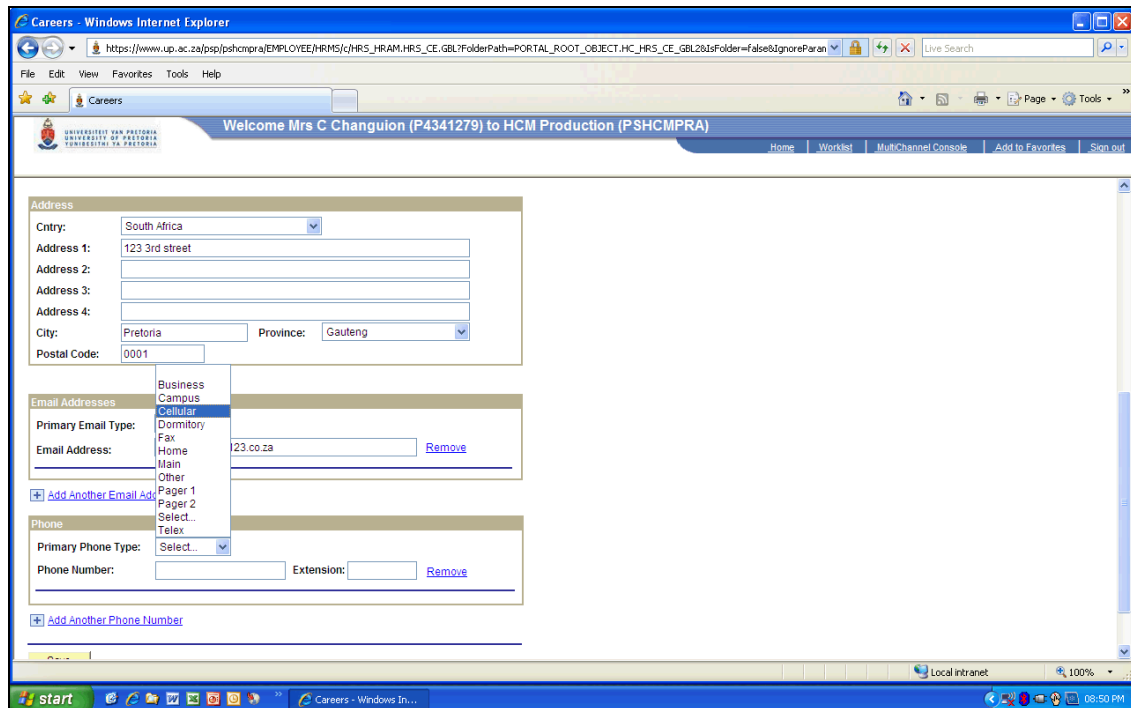 Careers - Windows Internet Explorer
https://www.up.ac.za/psp/pshcmpra/EMPLOYEE/HRMS/c/HRS_HRAM.HRS_CE.GBL?FolderPath=PORTAL_ROOT_OBJECT.HC_HRS_CE_GBL2&IsFolder=false&IgnoreParan
Live Search
File Edit View Favorites Tools Help
Careers
Page Tools
UNIVERSITEIT VAN PRETORIA
UNIVERSITY OF PRETORIA
YUNIBESITHI YA PRETORIA
Welcome Mrs C Changuion (P4341279) to HCM Production (PSHCMPRA)
Home Worklist MultiChannel Console Add to Favorites Sign out
Address
Cntry: South Africa
Address 1: 123 3rd street
Address 2:
Address 3:
Address 4:
City: Pretoria Province: Gauteng
Postal Code: 0001
Business
Campus
Cellular
Dormitory
Fax
Home
Main
Other
Pager 1
Pager 2
Select...
Telex
Email Addresses
Primary Email Type:
Email Address: 123.co.za Remove
Add Another Email Add
Phone
Primary Phone Type: Select...
Phone Number: Extension: Remove
Add Another Phone Number
Local intranet 100%
start Careers - Windows In... 08:50 PM